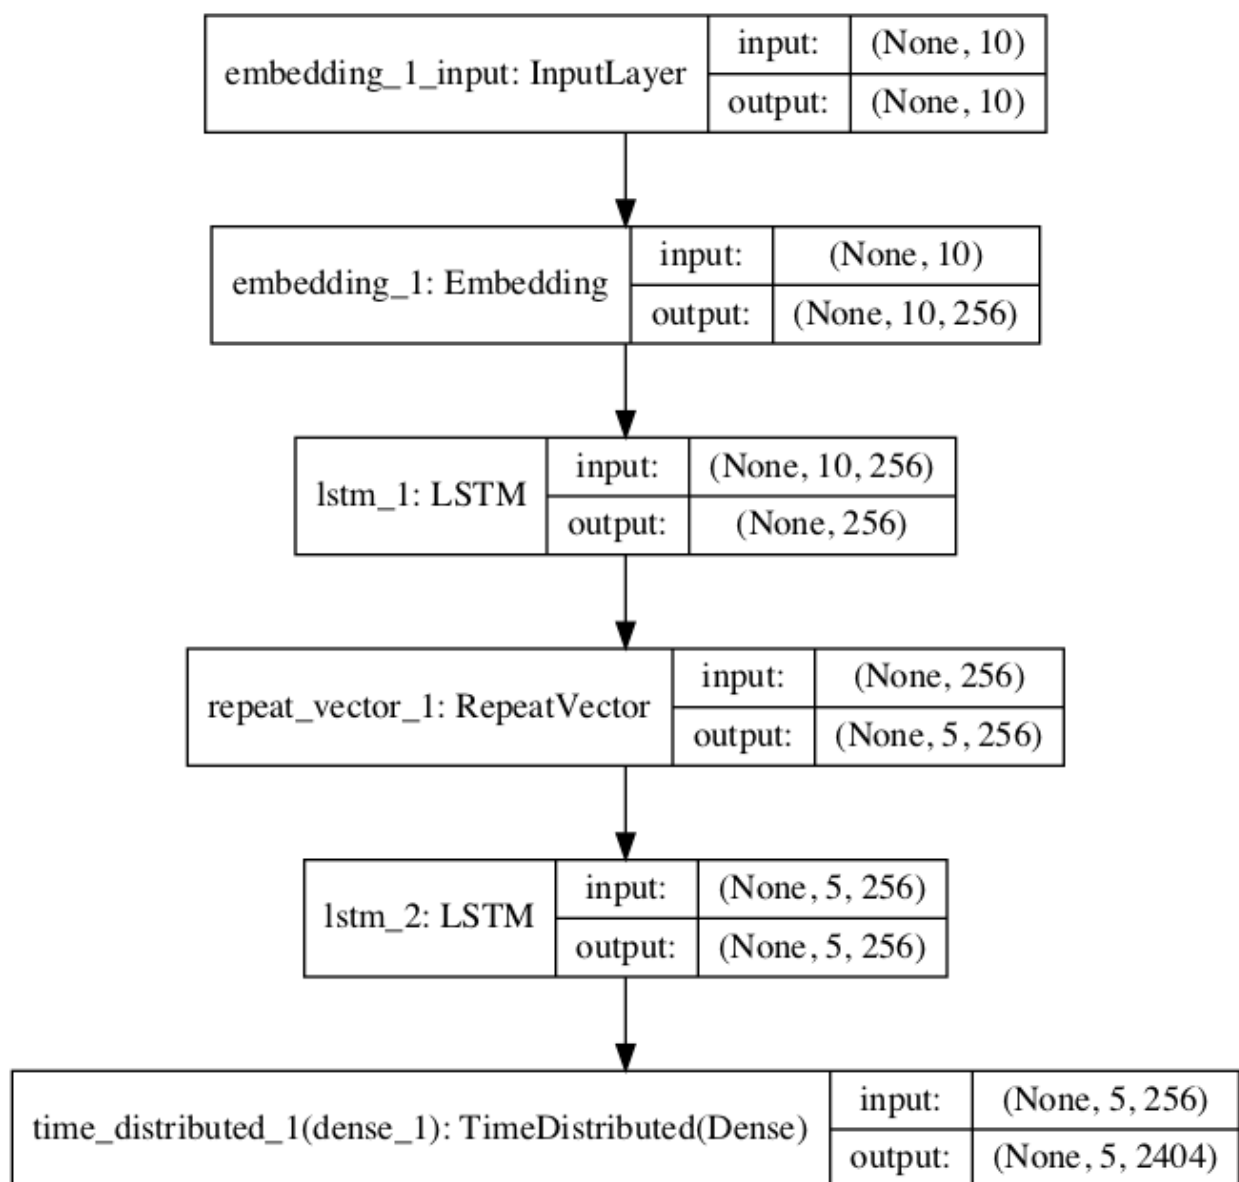 embedding_1_input: InputLayer
input: (None, 10)
output: (None, 10)
embedding_1: Embedding
input: (None, 10)
output: (None, 10, 256)
lstm_1: LSTM
input: (None, 10, 256)
output: (None, 256)
repeat_vector_1: RepeatVector
input: (None, 256)
output: (None, 5, 256)
lstm_2: LSTM
input: (None, 5, 256)
output: (None, 5, 256)
time_distributed_1(dense_1): TimeDistributed(Dense)
input: (None, 5, 256)
output: (None, 5, 2404)